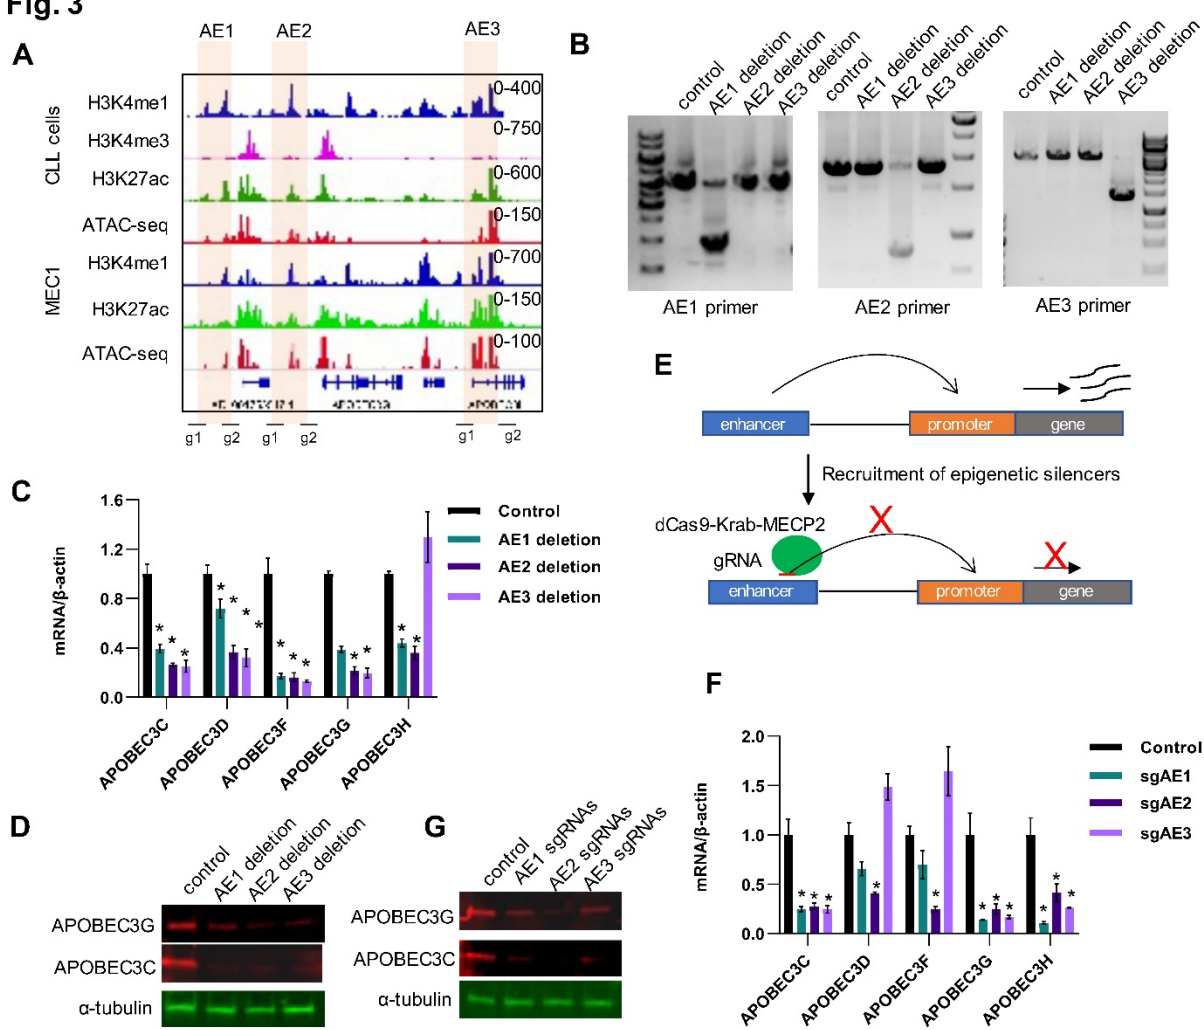 Fig. 3
AE1 AE2 AE3
A
CLL cells
H3K4me1 0-400
H3K4me3 0-750
H3K27ac 0-600
ATAC-seq 0-150
MEC1
H3K4me1 0-700
H3K27ac 0-150
ATAC-seq 0-100
g1 g2 g1 g2 g1 g2
B
control AE1 deletion AE2 deletion AE3 deletion
control AE1 deletion AE2 deletion AE3 deletion
control AE1 deletion AE2 deletion AE3 deletion
AE1 primer AE2 primer AE3 primer
C
mRNA/β-actin
1.6
1.2
0.8
0.4
0.0
* * * * * * * * * * * * * *
Control
AE1 deletion
AE2 deletion
AE3 deletion
APOBEC3C APOBEC3D APOBEC3F APOBEC3G APOBEC3H
D
control AE1 deletion AE2 deletion AE3 deletion
APOBEC3G
APOBEC3C
α-tubulin
E
enhancer promoter gene
Recruitment of epigenetic silencers
dCas9-Krab-MECP2
X
gRNA
X
enhancer promoter gene
F
mRNA/β-actin
2.0
1.5
1.0
0.5
0.0
* * * * * * * * * * *
Control
sgAE1
sgAE2
sgAE3
APOBEC3C APOBEC3D APOBEC3F APOBEC3G APOBEC3H
G
control AE1 sgRNAs AE2 sgRNAs AE3 sgRNAs
APOBEC3G
APOBEC3C
α-tubulin